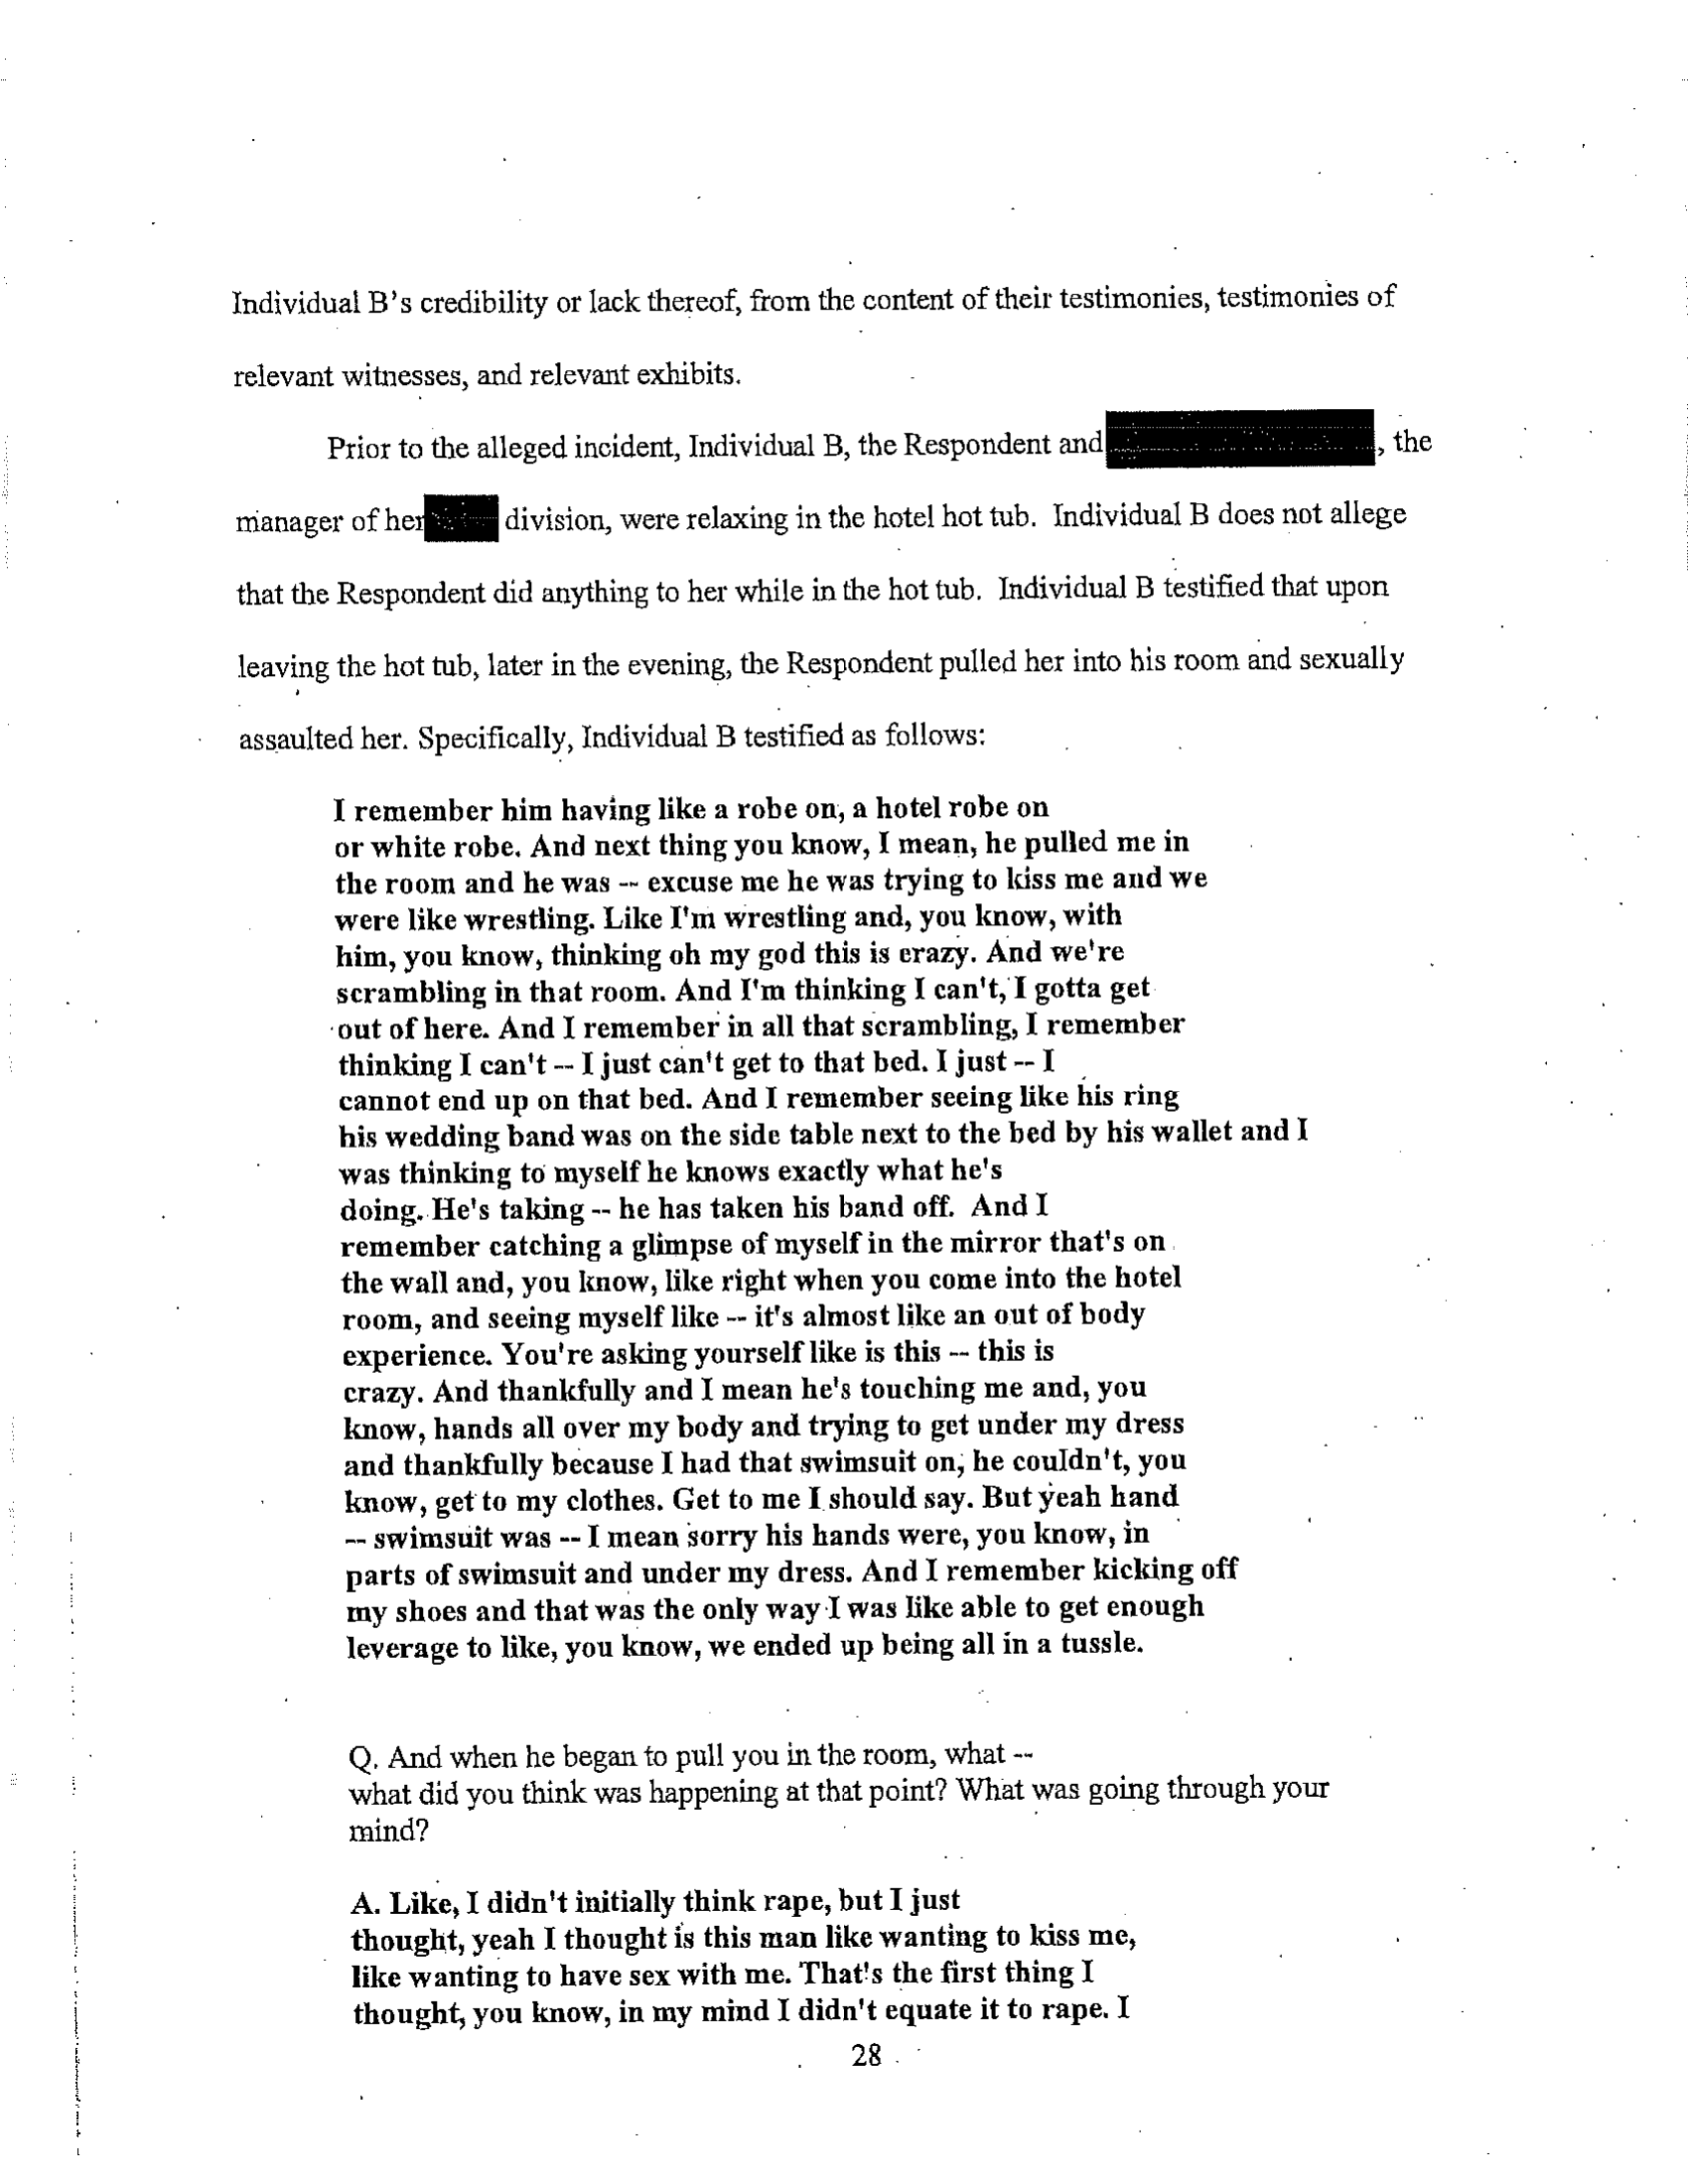 Individual B's credibility or lack thereof, from the content of their testimonies, testimonies of
relevant witnesses, and relevant exhibits.
Prior to the alleged incident, Individual B, the Respondent and , the
manager of her division, were relaxing in the hotel hot tub. Individual B does not allege
that the Respondent did anything to her while in the hot tub. Individual B testified that upon
leaving the hot tub, later in the evening, the Respondent pulled her into his room and sexually
assaulted her. Specifically, Individual B testified as follows:
I remember him having like a robe on, a hotel robe on
or white robe. And next thing you know, I mean, he pulled me in
the room and he was -- excuse me he was trying to kiss me and we
were like wrestling. Like I'm wrestling and, you know, with
him, you know, thinking oh my god this is crazy. And we're
scrambling in that room. And I'm thinking I can't, I gotta get
out of here. And I remember in all that scrambling, I remember
thinking I can't -- I just can't get to that bed. I just -- I
cannot end up on that bed. And I remember seeing like his ring
his wedding band was on the side table next to the bed by his wallet and I
was thinking to myself he knows exactly what he's
doing. He's taking -- he has taken his band off. And I
remember catching a glimpse of myself in the mirror that's on
the wall and, you know, like right when you come into the hotel
room, and seeing myself like -- it's almost like an out of body
experience. You're asking yourself like is this -- this is
crazy. And thankfully and I mean he's touching me and, you
know, hands all over my body and trying to get under my dress
and thankfully because I had that swimsuit on, he couldn't, you
know, get to my clothes. Get to me I should say. But yeah hand
-- swimsuit was -- I mean sorry his hands were, you know, in
parts of swimsuit and under my dress. And I remember kicking off
my shoes and that was the only way I was like able to get enough
leverage to like, you know, we ended up being all in a tussle.
Q. And when he began to pull you in the room, what --
what did you think was happening at that point? What was going through your
mind?
A. Like, I didn't initially think rape, but I just
thought, yeah I thought is this man like wanting to kiss me,
like wanting to have sex with me. That's the first thing I
thought, you know, in my mind I didn't equate it to rape. I
28